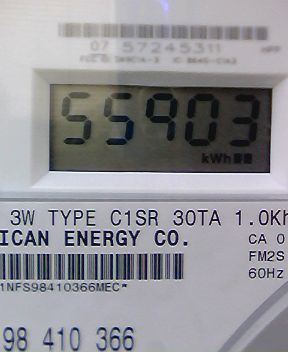 07 57245311
55903
kWh
3W TYPE C1SR 30TA 1.0Kh
ICAN ENERGY CO.
CA 0
FM2S
60Hz
1NFS98410366MEC*
98 410 366